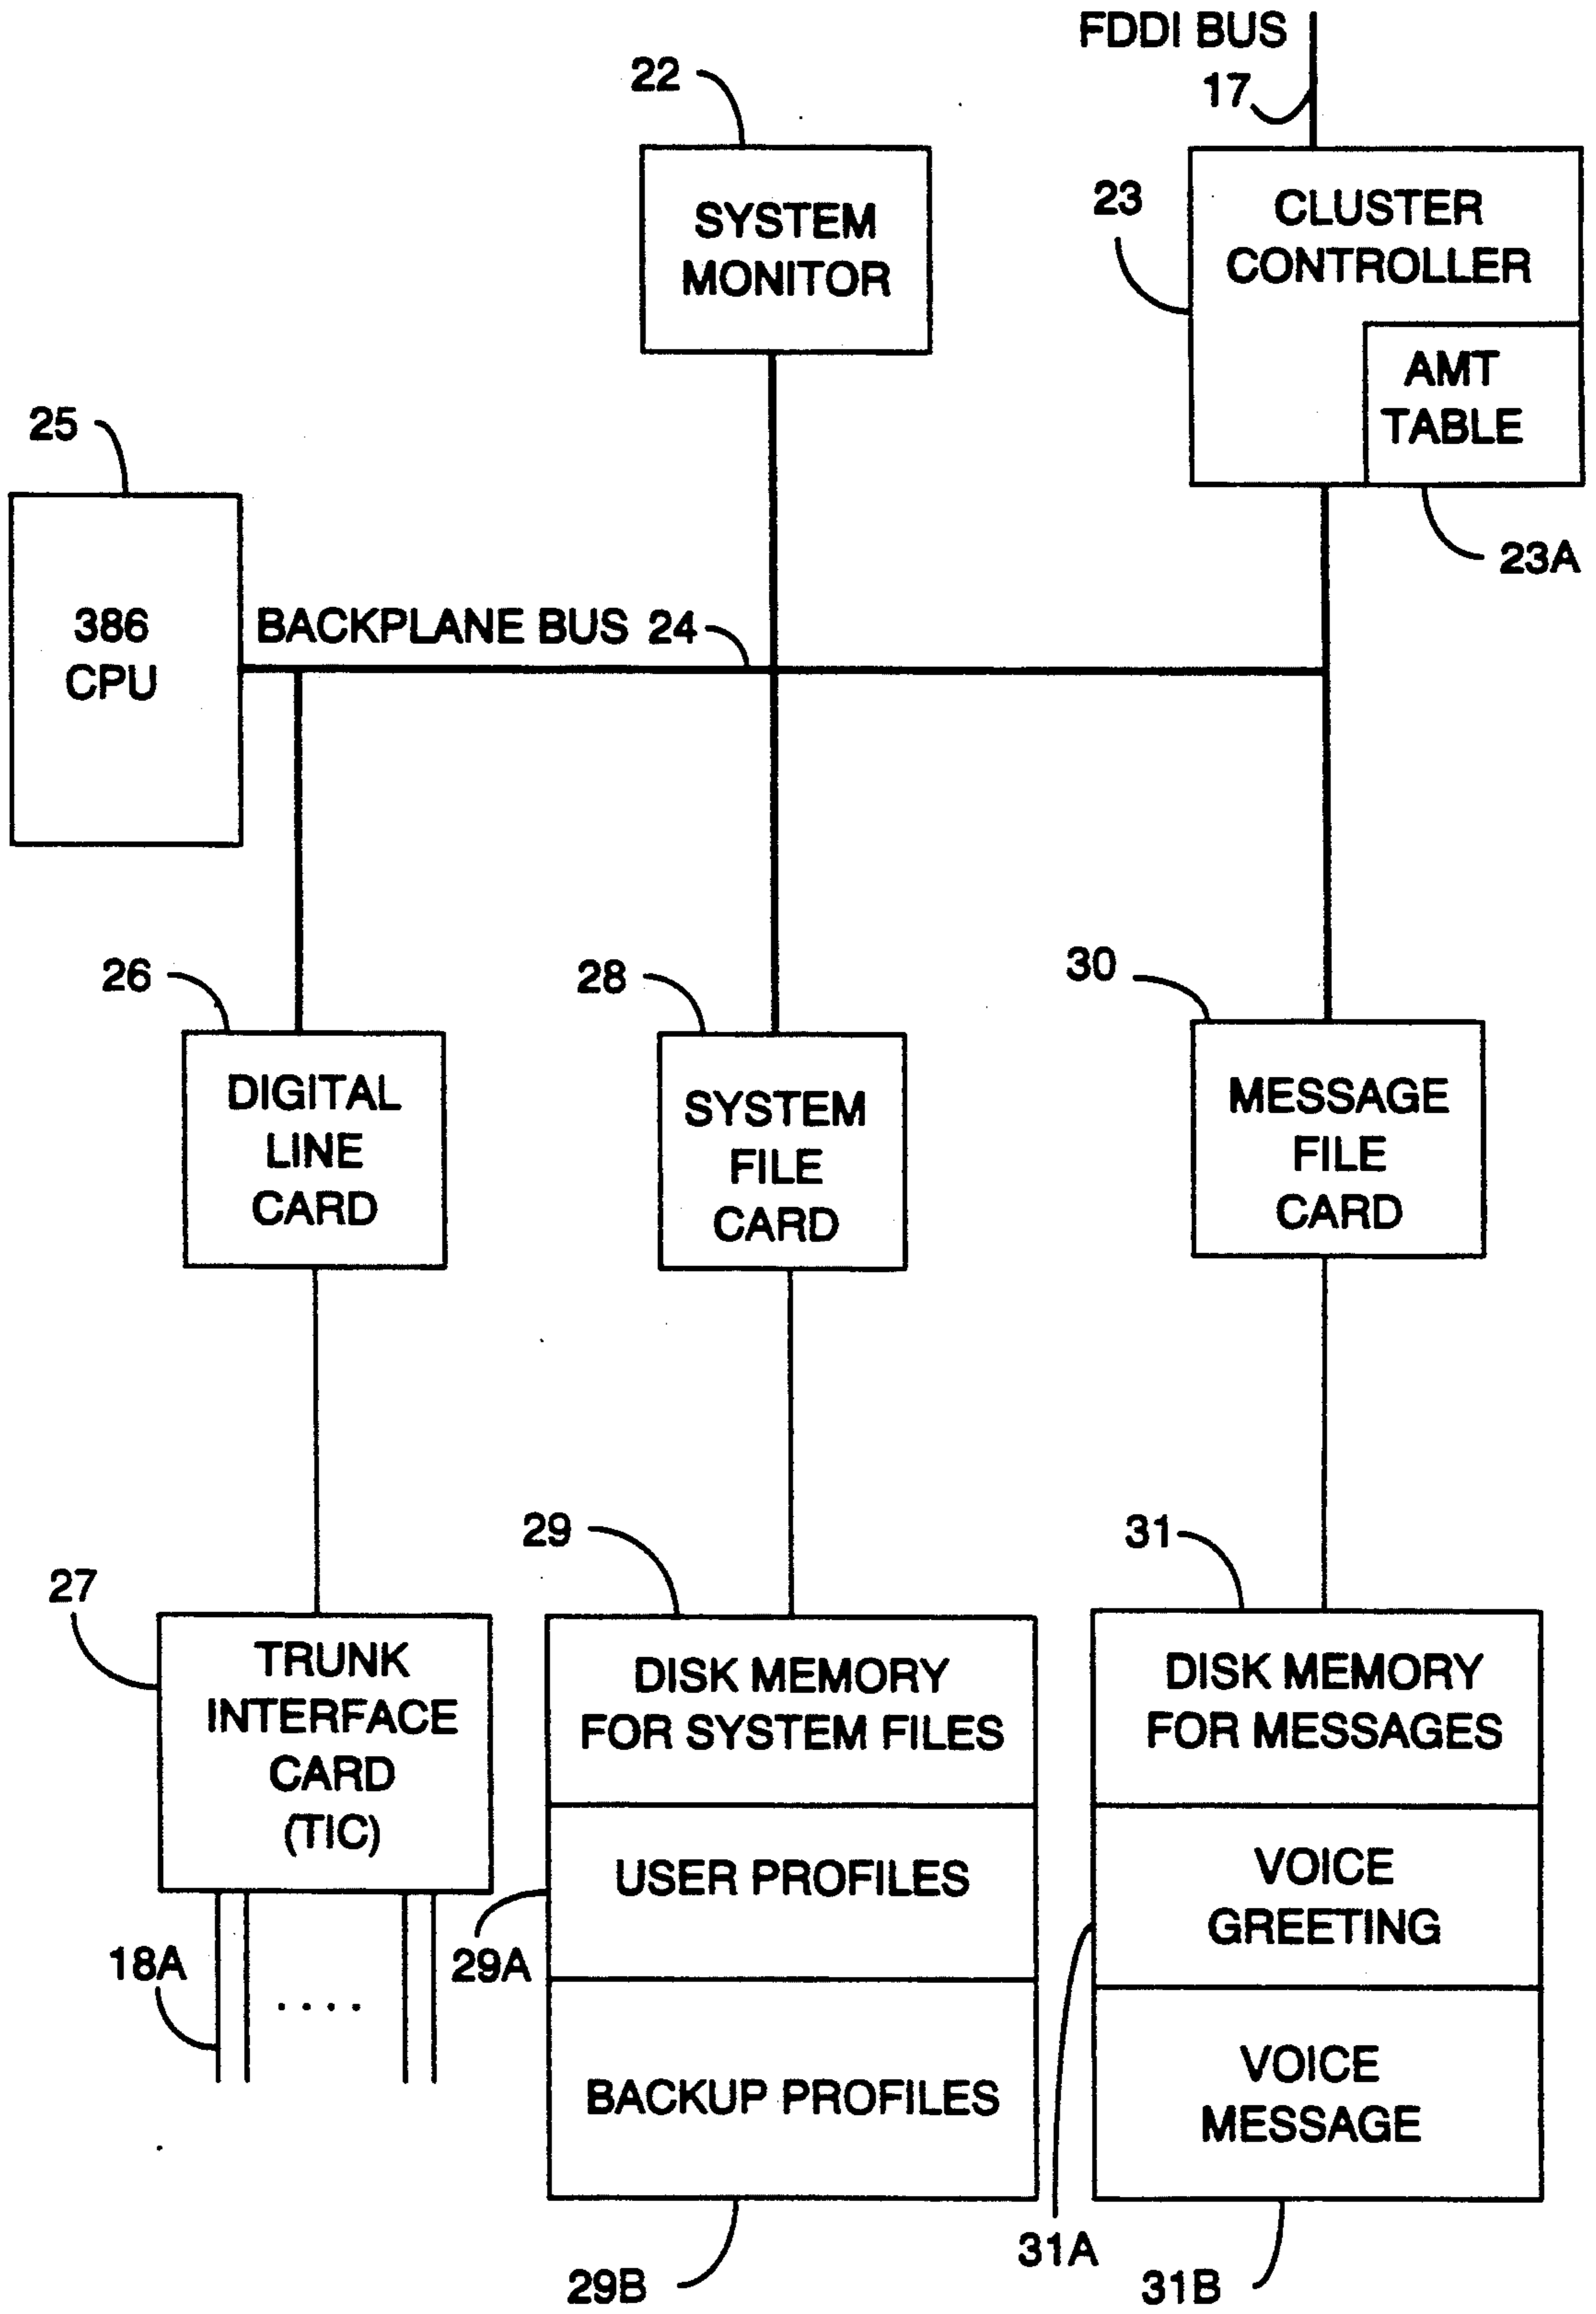 FDDI BUS
17
22
SYSTEM
MONITOR
23
CLUSTER
CONTROLLER
AMT
TABLE
23A
25
386
CPU
BACKPLANE BUS 24
26
DIGITAL
LINE
CARD
28
SYSTEM
FILE
CARD
30
MESSAGE
FILE
CARD
27
TRUNK
INTERFACE
CARD
(TIC)
18A
. . . .
29
DISK MEMORY
FOR SYSTEM FILES
USER PROFILES
29A
BACKUP PROFILES
29B
31
DISK MEMORY
FOR MESSAGES
VOICE
GREETING
VOICE
MESSAGE
31A
31B